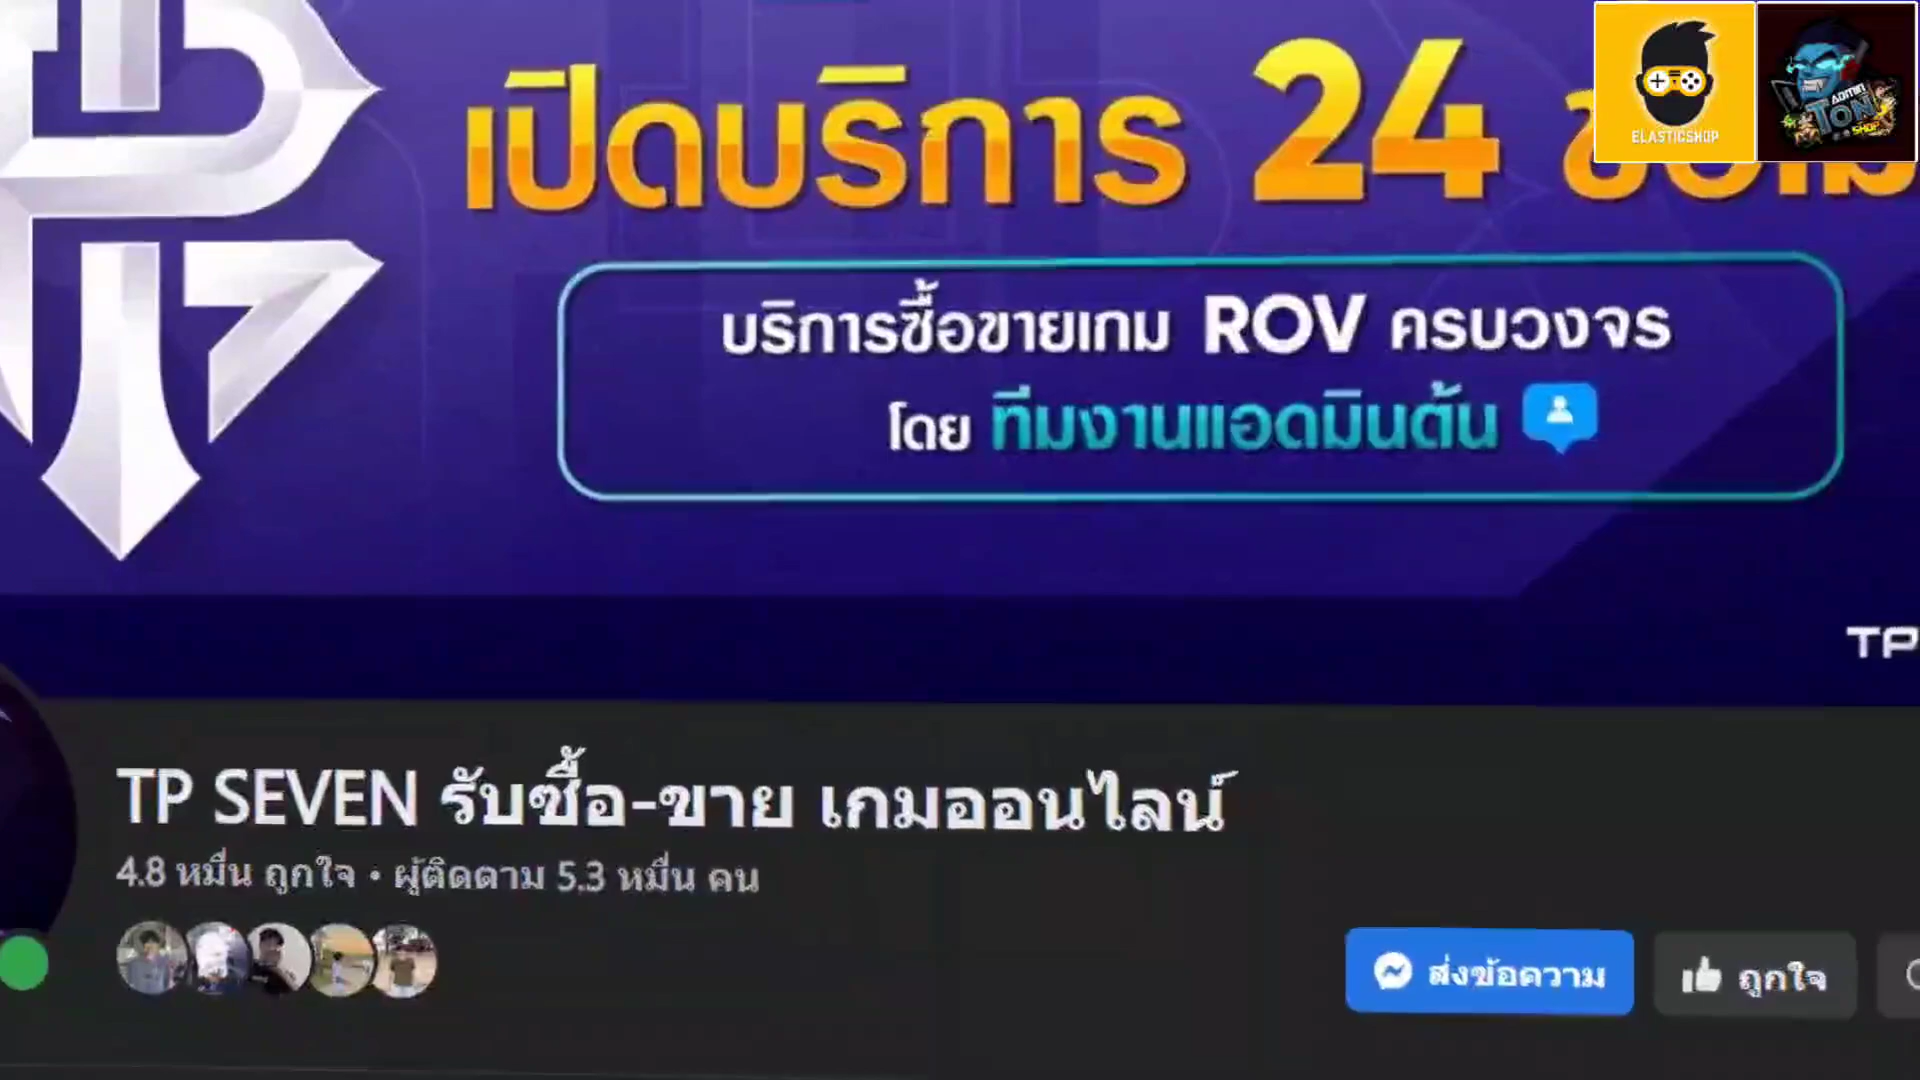 เปิดบริการ 24
ELASTICSHOP
ADMIN
TON
SHOP
บริการซื้อขายเกม ROV ครบวงจร
โดย ทีมงานแอดมินต้น
TP
TP SEVEN รับซื้อ-ขาย เกมออนไลน์
4.8 หมื่น ถูกใจ • ผู้ติดตาม 5.3 หมื่น คน
ส่งข้อความ
ถูกใจ